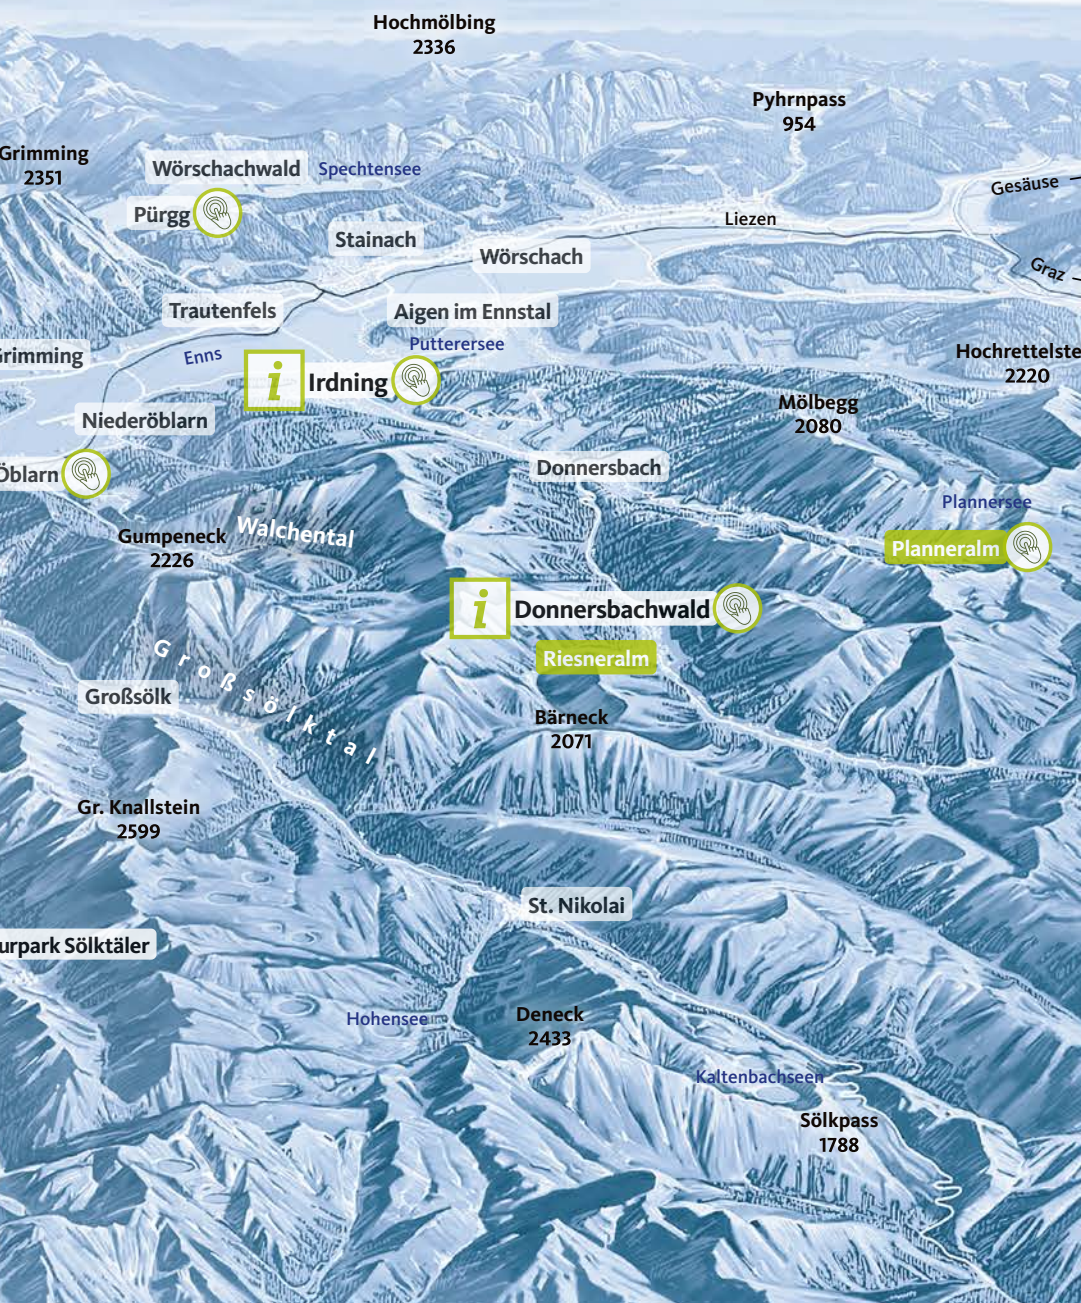 Hochmölbing
2336
Pyhrnpass
954
Grimming
2351
Wörschachwald
Spechtensee
Gesäuse
Pürgg
Liezen
Stainach
Wörschach
Graz
Trautenfels
Aigen im Ennstal
Putterersee
Grimming
Enns
Hochrettelste
2220
i
Irdning
Mölbegg
2080
Niederöblarn
Donnersbach
Öblarn
Plannersee
Gumpeneck
2226
Walchental
Planneralm
i
Donnersbachwald
Riesneralm
Großsölktal
Großsölk
Bärneck
2071
Gr. Knallstein
2599
St. Nikolai
urpark Sölktäler
Hohensee
Deneck
2433
Kaltenbachseen
Sölkpass
1788